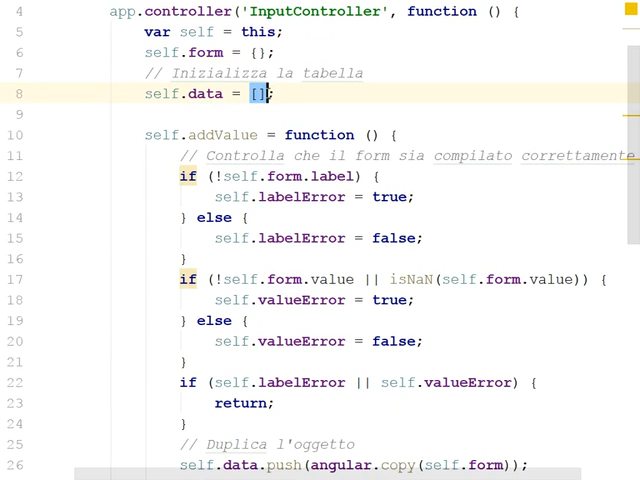 4 app.controller('InputController', function () {
5 var self = this;
6 self.form = {};
7 // Inizializza la tabella
8 self.data = [];
9
10 self.addValue = function () {
11 // Controlla che il form sia compilato correttamente
12 if (!self.form.label) {
13 self.labelError = true;
14 } else {
15 self.labelError = false;
16 }
17 if (!self.form.value || isNaN(self.form.value)) {
18 self.valueError = true;
19 } else {
20 self.valueError = false;
21 }
22 if (self.labelError || self.valueError) {
23 return;
24 }
25 // Duplica l'oggetto
26 self.data.push(angular.copy(self.form));